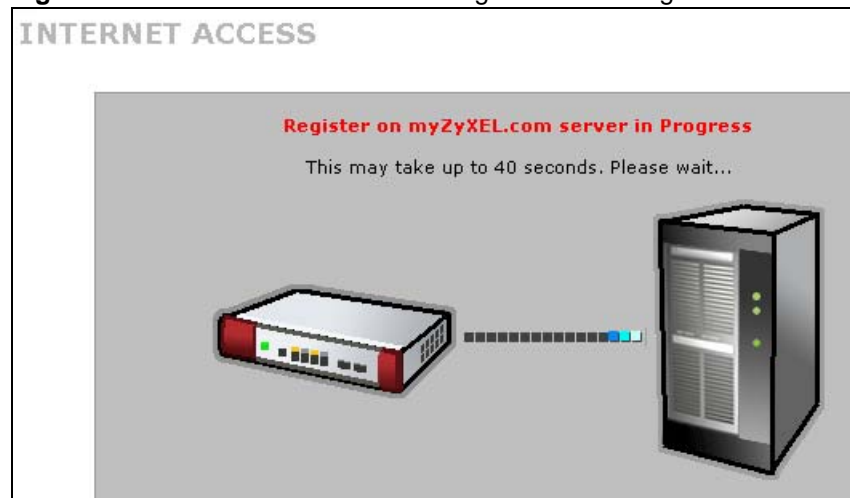 INTERNET ACCESS
Register on myZyXEL.com server in Progress
This may take up to 40 seconds. Please wait...